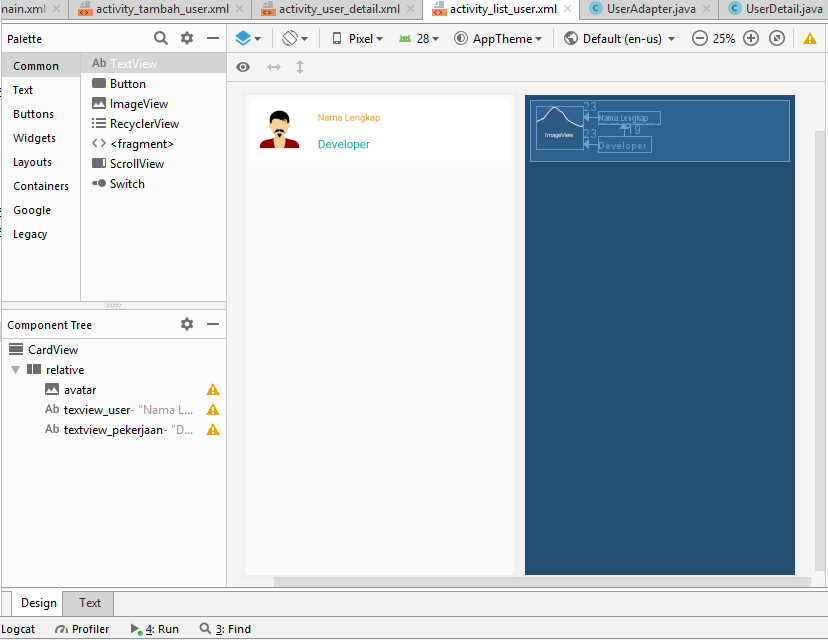 nain.xml activity_tambah_user.xml activity_user_detail.xml activity_list_user.xml UserAdapter.java UserDetail.java
Palette
Pixel 28 AppTheme Default (en-us) 25%
Common
Text
Buttons
Widgets
Layouts
Containers
Google
Legacy
Ab TextView
Button
ImageView
RecyclerView
<fragment>
ScrollView
Switch
Nama Lengkap
Developer
23
ImageView
Nama Lengkap
19
23
Developer
Component Tree
CardView
relative
avatar
Ab texview_user- "Nama L...
Ab textview_pekerjaan- "D...
Design Text
Logcat Profiler 4: Run 3: Find